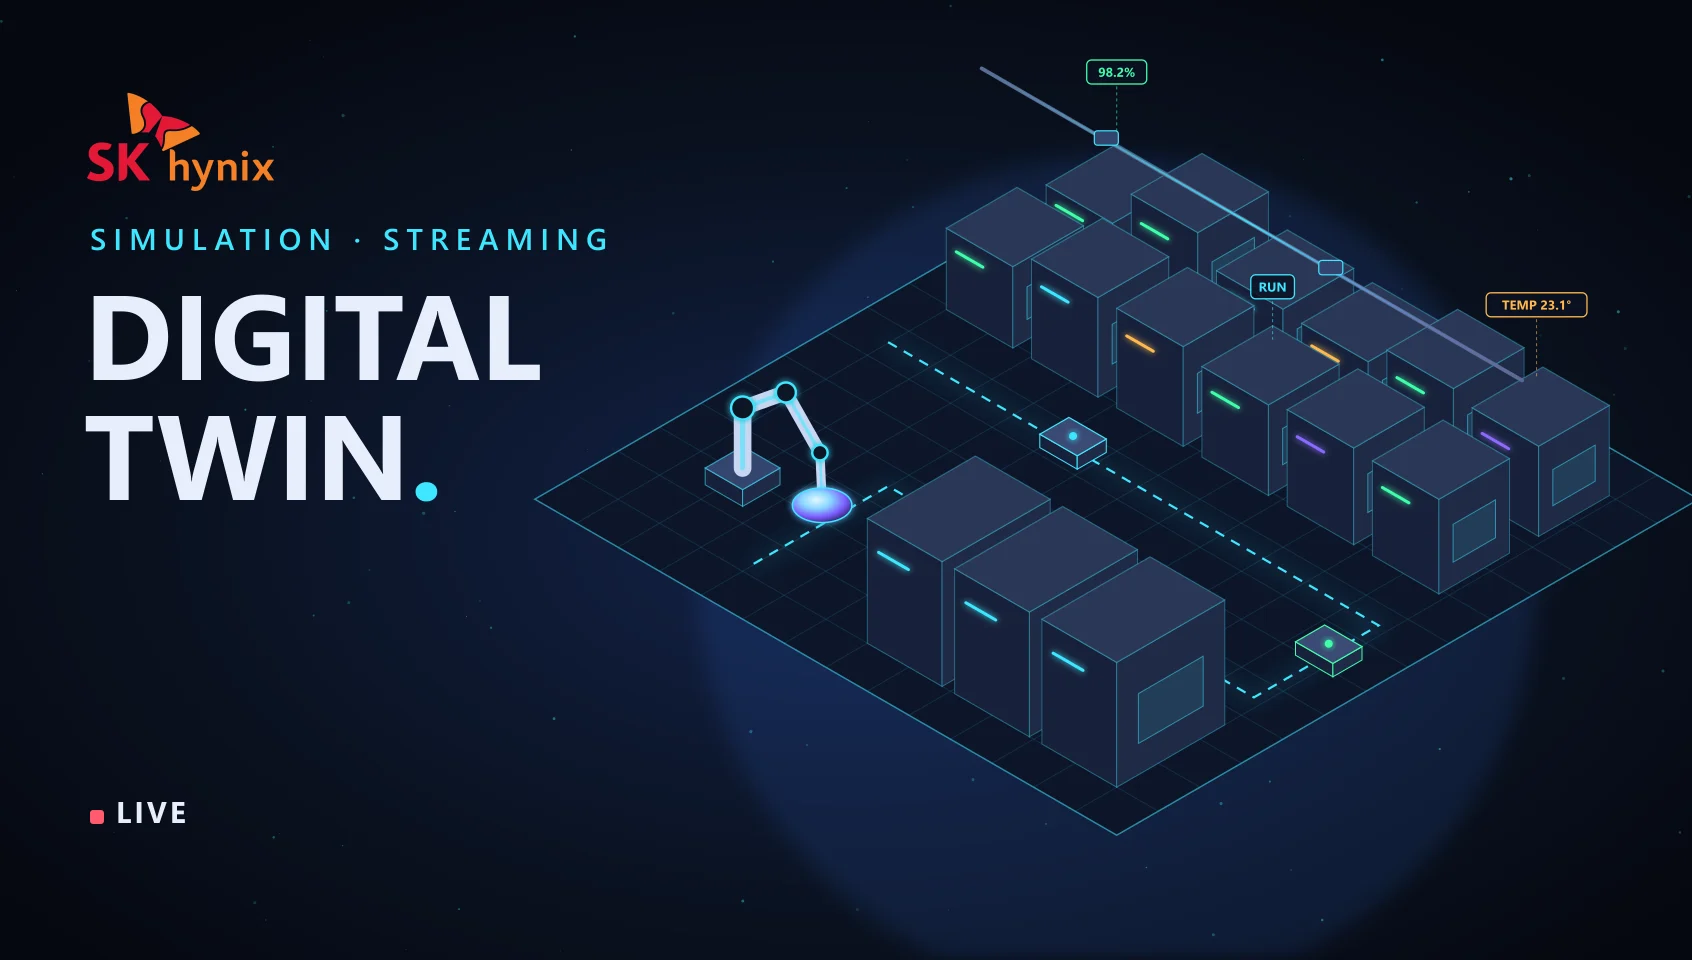 SK hynix
SIMULATION · STREAMING
DIGITAL
TWIN.
LIVE
98.2%
RUN
TEMP 23.1°